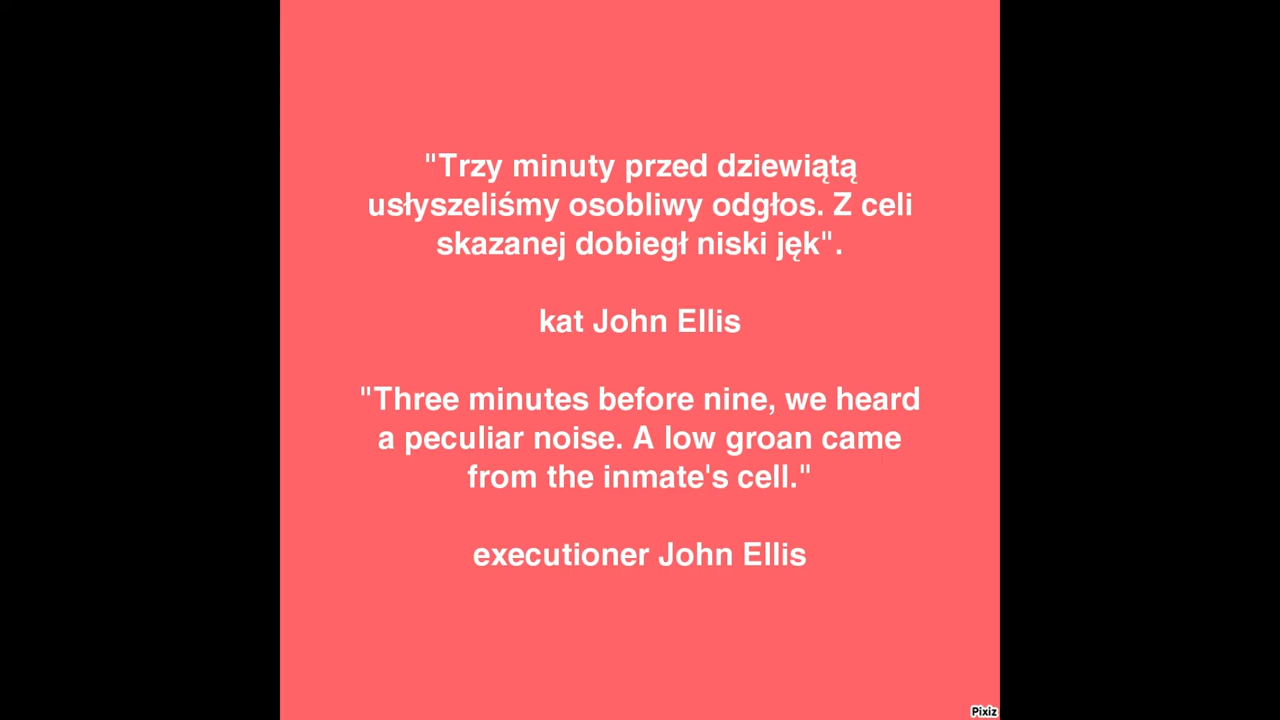 "Trzy minuty przed dziewiątą
usłyszeliśmy osobliwy odgłos. Z celi
skazanej dobiegł niski jęk".
kat John Ellis
"Three minutes before nine, we heard
a peculiar noise. A low groan came
from the inmate's cell."
executioner John Ellis
Pixiz